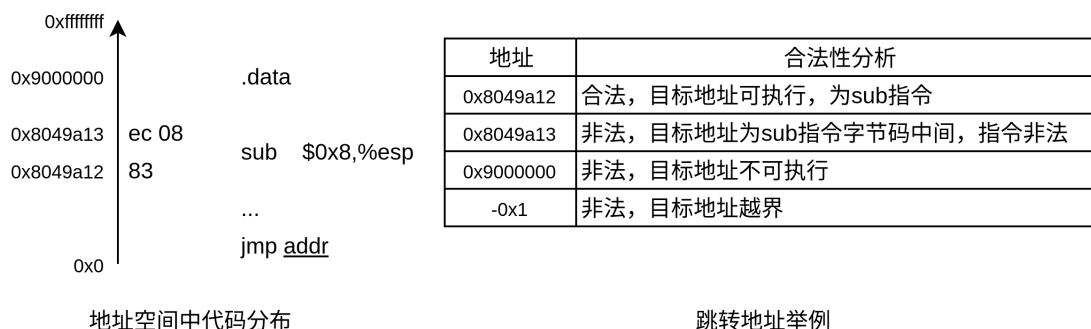 0xffffffff
0x9000000 .data
0x8049a13 ec 08
sub $0x8,%esp
0x8049a12 83
...
jmp addr
0x0
地址空间中代码分布
地址 合法性分析
0x8049a12 合法，目标地址可执行，为sub指令
0x8049a13 非法，目标地址为sub指令字节码中间，指令非法
0x9000000 非法，目标地址不可执行
-0x1 非法，目标地址越界
跳转地址举例